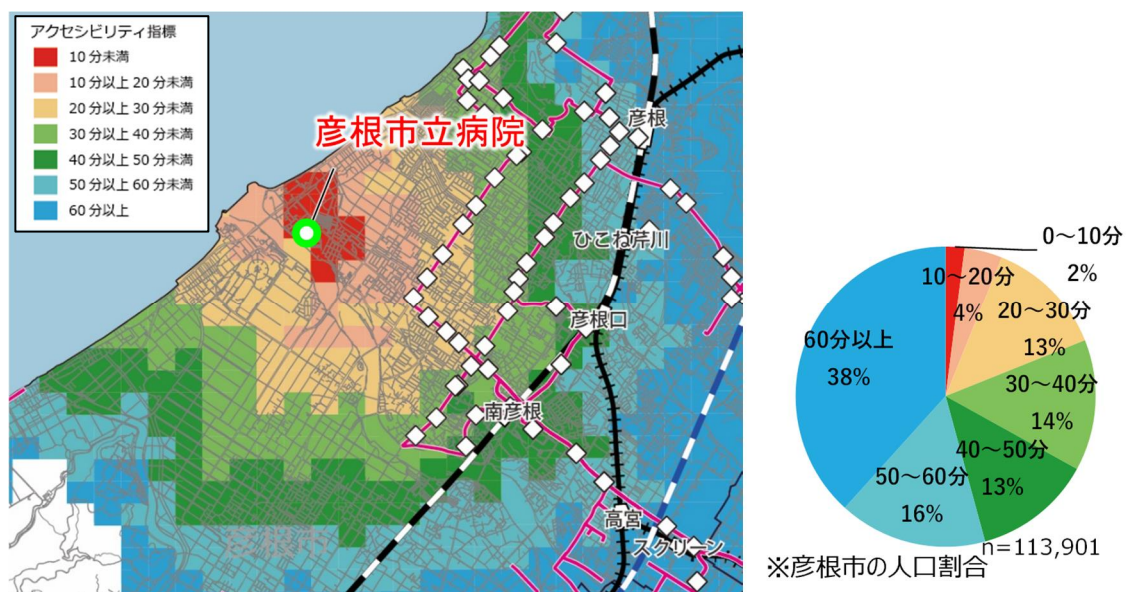 アクセシビリティ指標
10分未満
10分以上20分未満
20分以上30分未満
30分以上40分未満
40分以上50分未満
50分以上60分未満
60分以上
彦根市立病院
彦根
ひこね芹川
彦根口
南彦根
高宮
スクリーン
彦根市
0～10分
2%
10～20分
4%
20～30分
13%
30～40分
14%
40～50分
13%
50～60分
16%
60分以上
38%
n=113,901
※彦根市の人口割合